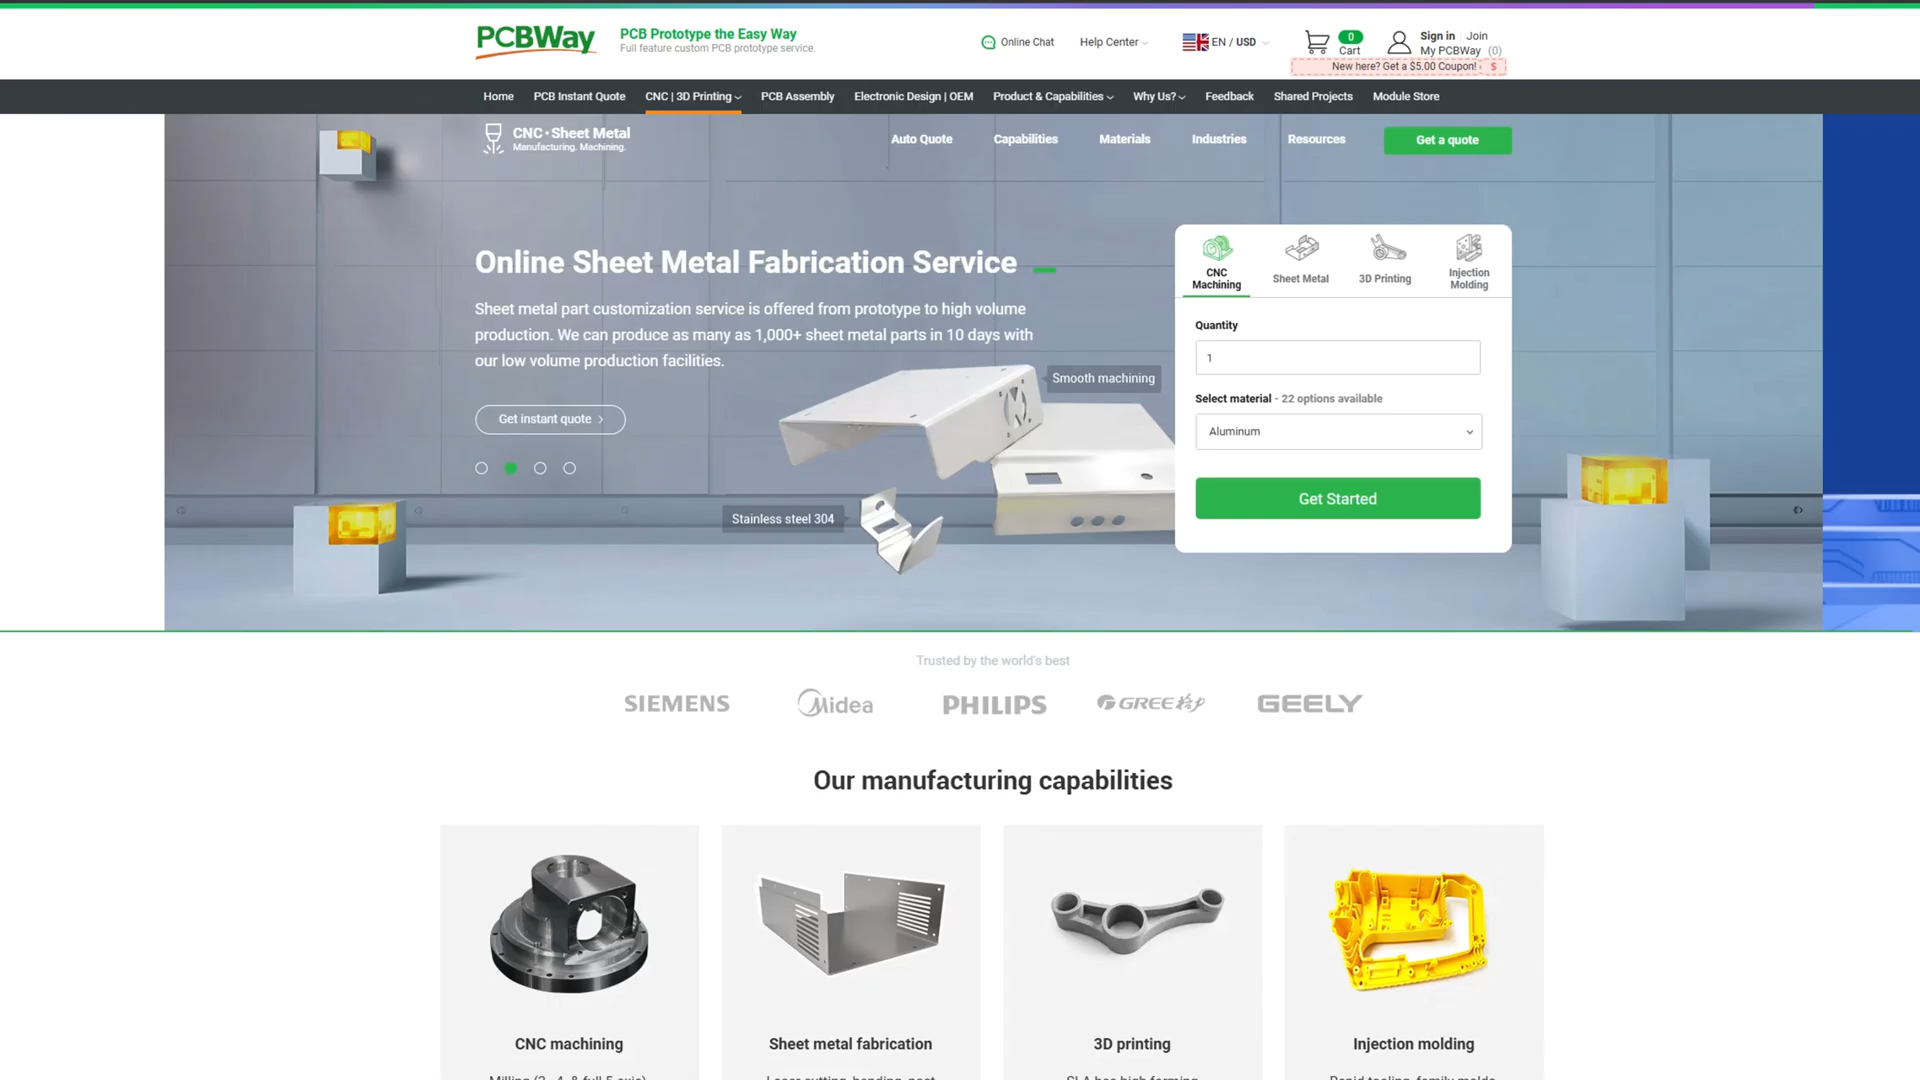 PCBWay
PCB Prototype the Easy Way
Full feature custom PCB prototype service.
Online Chat
Help Center
EN / USD
0
Cart
Sign in
Join
My PCBWay (0)
New here? Get a $5.00 Coupon!
$
Home
PCB Instant Quote
CNC | 3D Printing
PCB Assembly
Electronic Design | OEM
Product & Capabilities
Why Us?
Feedback
Shared Projects
Module Store
CNC · Sheet Metal
Manufacturing. Machining.
Auto Quote
Capabilities
Materials
Industries
Resources
Get a quote
Online Sheet Metal Fabrication Service
Sheet metal part customization service is offered from prototype to high volume
production. We can produce as many as 1,000+ sheet metal parts in 10 days with
our low volume production facilities.
Get instant quote
Smooth machining
Stainless steel 304
CNC
Machining
Sheet Metal
3D Printing
Injection
Molding
Quantity
1
Select material - 22 options available
Aluminum
Get Started
Trusted by the world's best
SIEMENS
Midea
PHILIPS
GREE 格力
GEELY
Our manufacturing capabilities
CNC machining
Sheet metal fabrication
3D printing
Injection molding